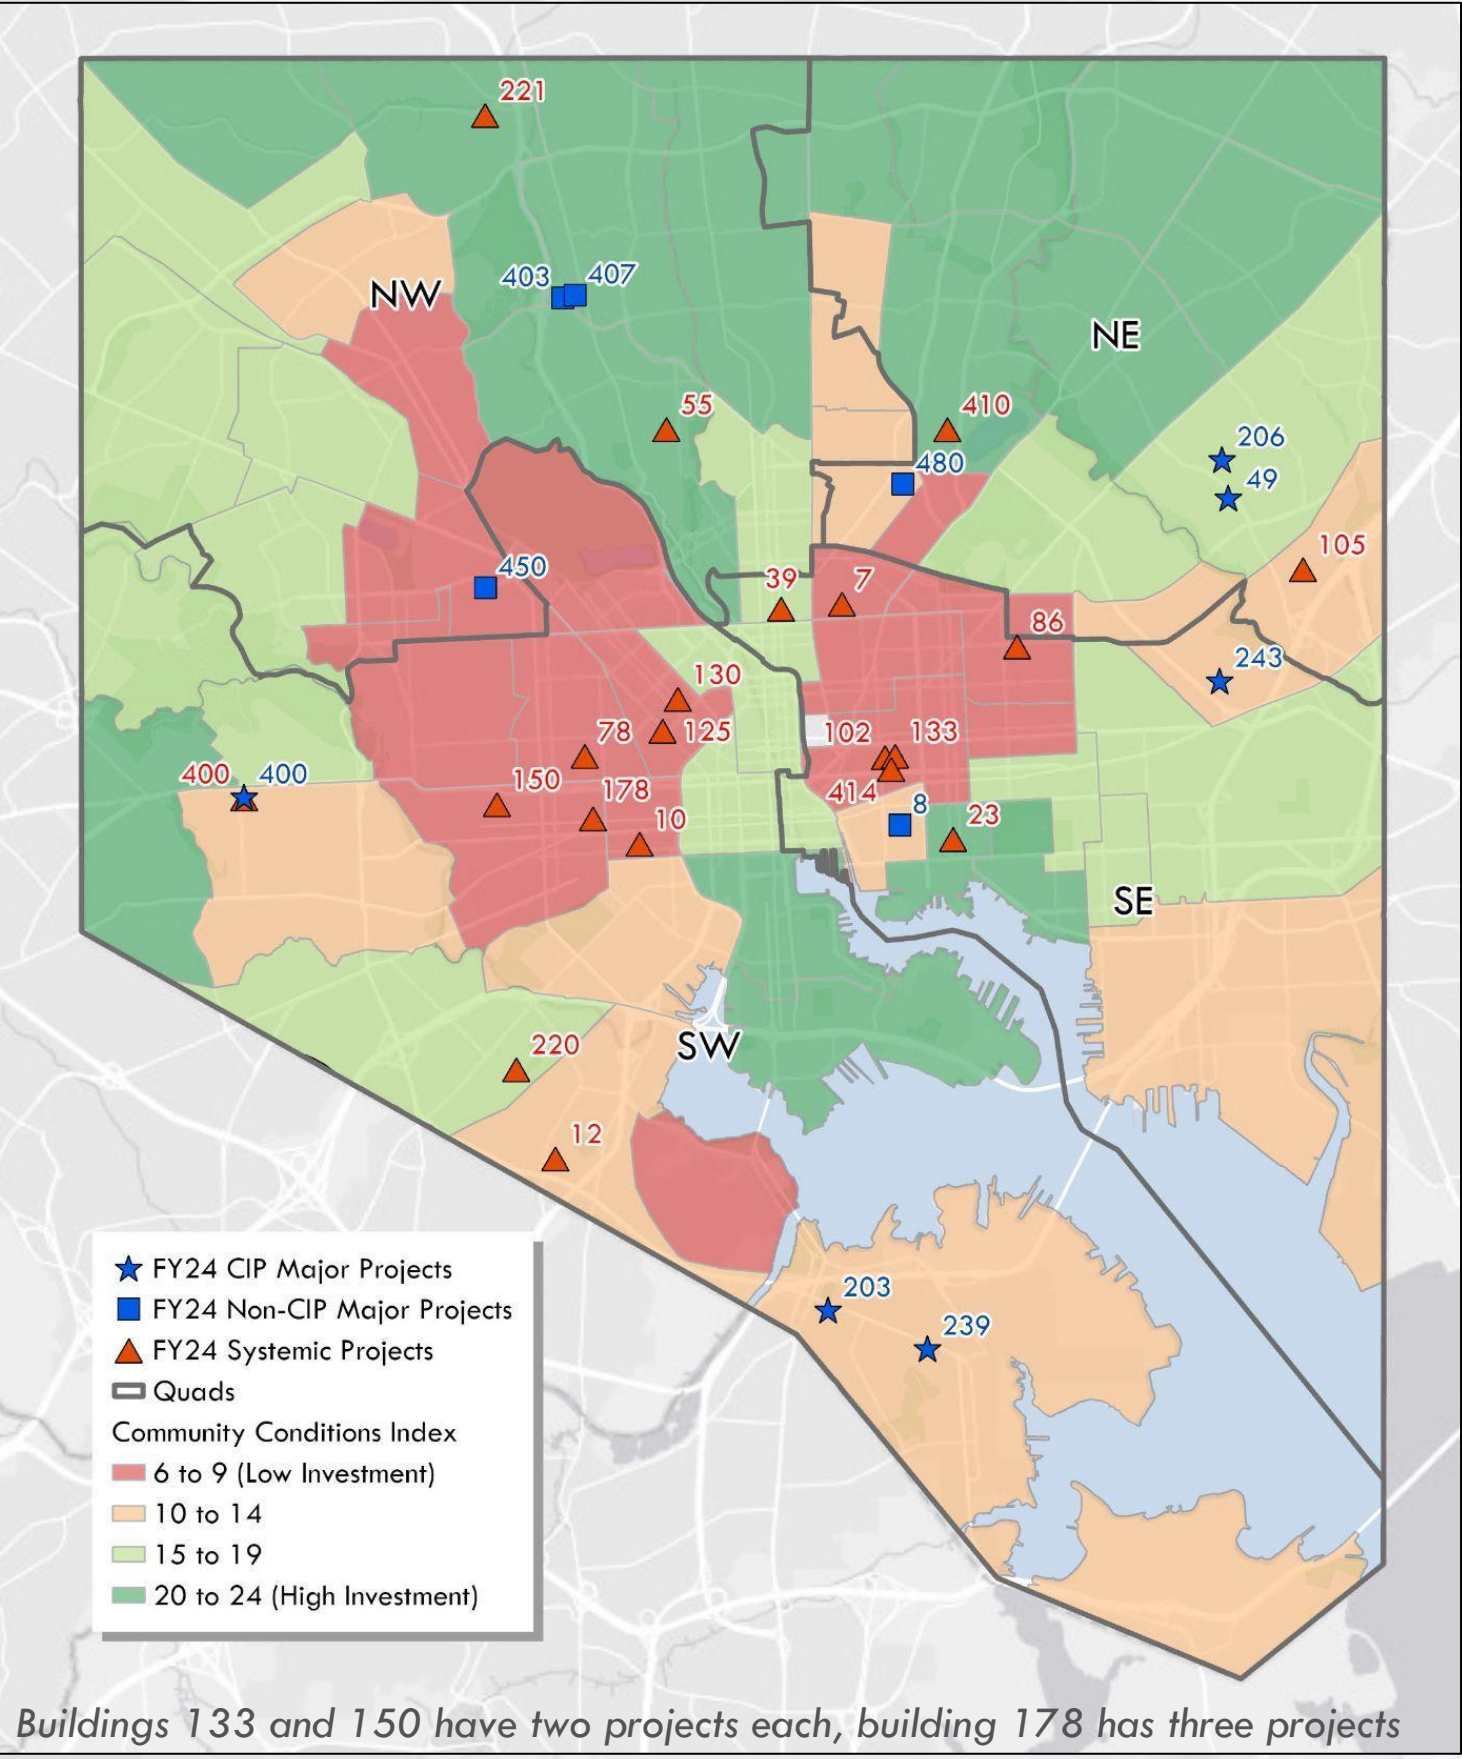 221
NW
403
407
NE
55
410
206
480
49
105
450
39
7
86
243
130
78
125
102
133
400
400
150
178
414
8
10
23
SE
220
SW
12
FY24 CIP Major Projects
203
FY24 Non-CIP Major Projects
239
FY24 Systemic Projects
Quads
Community Conditions Index
6 to 9 (Low Investment)
10 to 14
15 to 19
20 to 24 (High Investment)
Buildings 133 and 150 have two projects each, building 178 has three projects